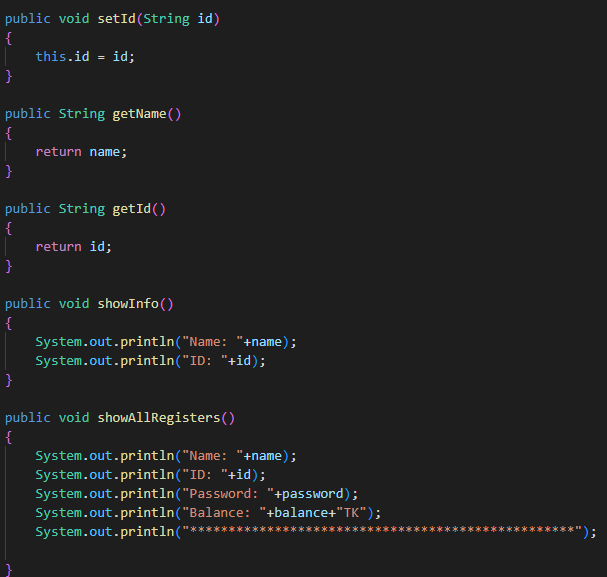 public void setId(String id)
{
    this.id = id;
}
public String getName()
{
    return name;
}
public String getId()
{
    return id;
}
public void showInfo()
{
    System.out.println("Name: "+name);
    System.out.println("ID: "+id);
}
public void showAllRegisters()
{
    System.out.println("Name: "+name);
    System.out.println("ID: "+id);
    System.out.println("Password: "+password);
    System.out.println("Balance: "+balance+"TK");
    System.out.println("**************************************************");
}